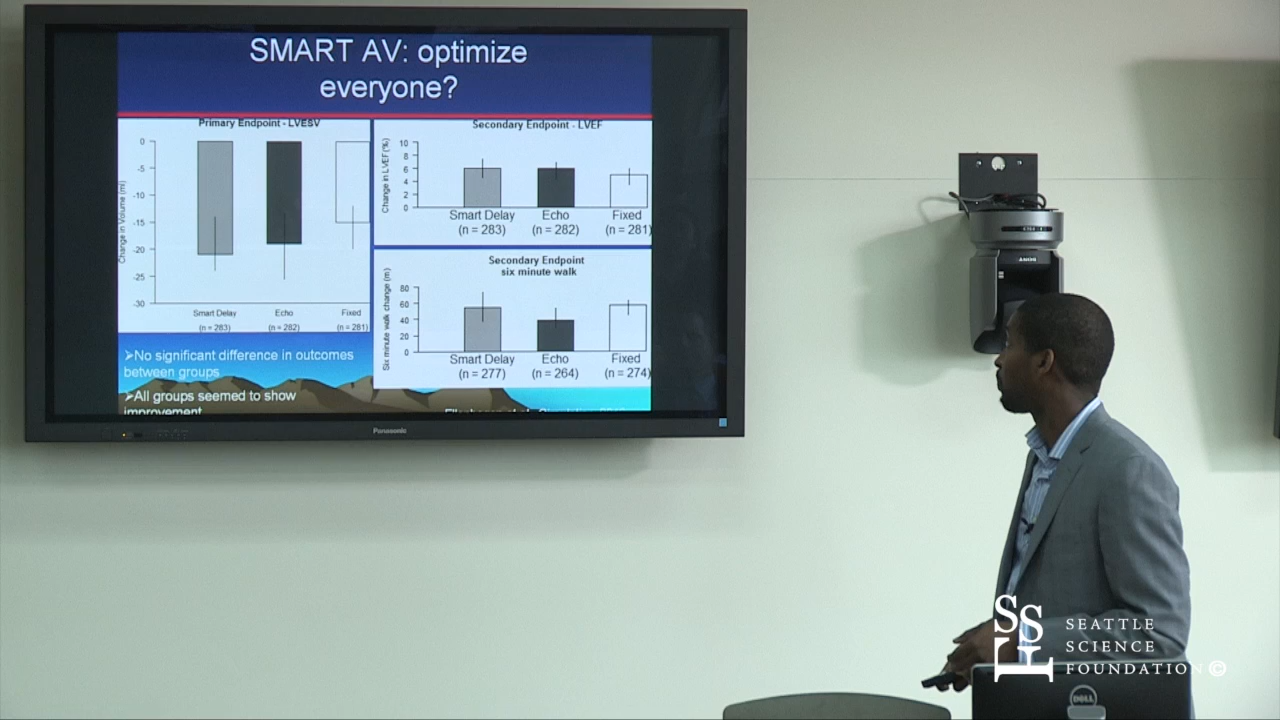 SMART AV: optimize
everyone?
Primary Endpoint - LVESV
Change in Volume (ml)
0
-5
-10
-15
-20
-25
-30
Smart Delay
Echo
Fixed
(n = 283)
(n = 282)
(n = 281)
Secondary Endpoint - LVEF
Change in LVEF (%)
10
8
6
4
2
0
Smart Delay
Echo
Fixed
(n = 283)
(n = 282)
(n = 281)
Secondary Endpoint
six minute walk
Six minute walk change (m)
80
60
40
20
0
Smart Delay
Echo
Fixed
(n = 277)
(n = 264)
(n = 274)
➢No significant difference in outcomes
between groups
➢All groups seemed to show
improvement
Panasonic
SONY
SSF
SEATTLE
SCIENCE
FOUNDATION ©
DELL